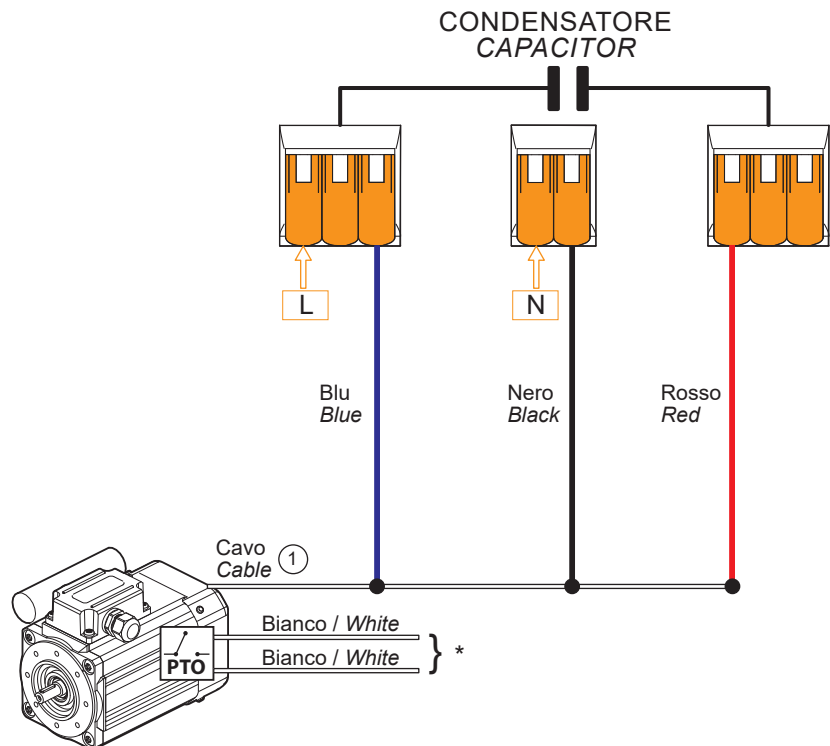 CONDENSATORE
CAPACITOR
L
N
Blu
Blue
Nero
Black
Rosso
Red
Cavo
Cable 1
Bianco / White
Bianco / White
} *
PTO